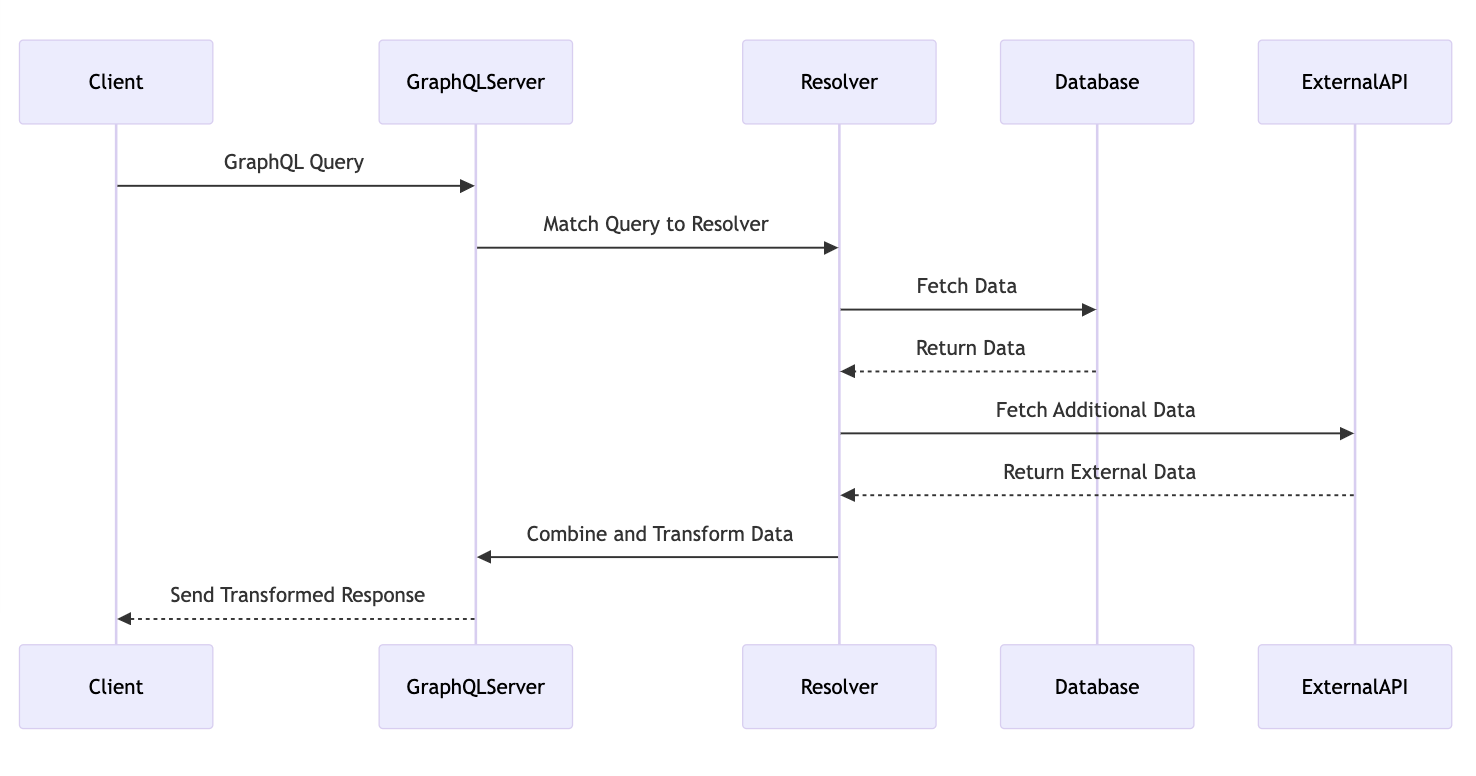 Client
GraphQLServer
Resolver
Database
ExternalAPI
GraphQL Query
Match Query to Resolver
Fetch Data
Return Data
Fetch Additional Data
Return External Data
Combine and Transform Data
Send Transformed Response
Client
GraphQLServer
Resolver
Database
ExternalAPI